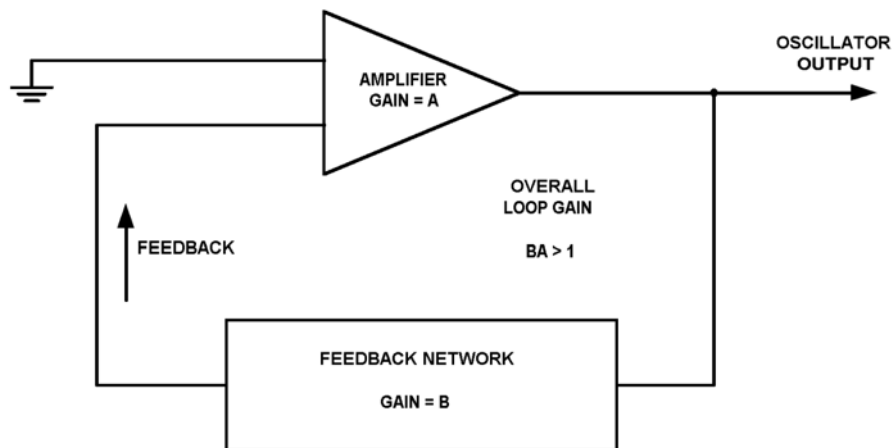 OSCILLATOR
OUTPUT
AMPLIFIER
GAIN = A
OVERALL
LOOP GAIN
BA > 1
FEEDBACK
FEEDBACK NETWORK
GAIN = B